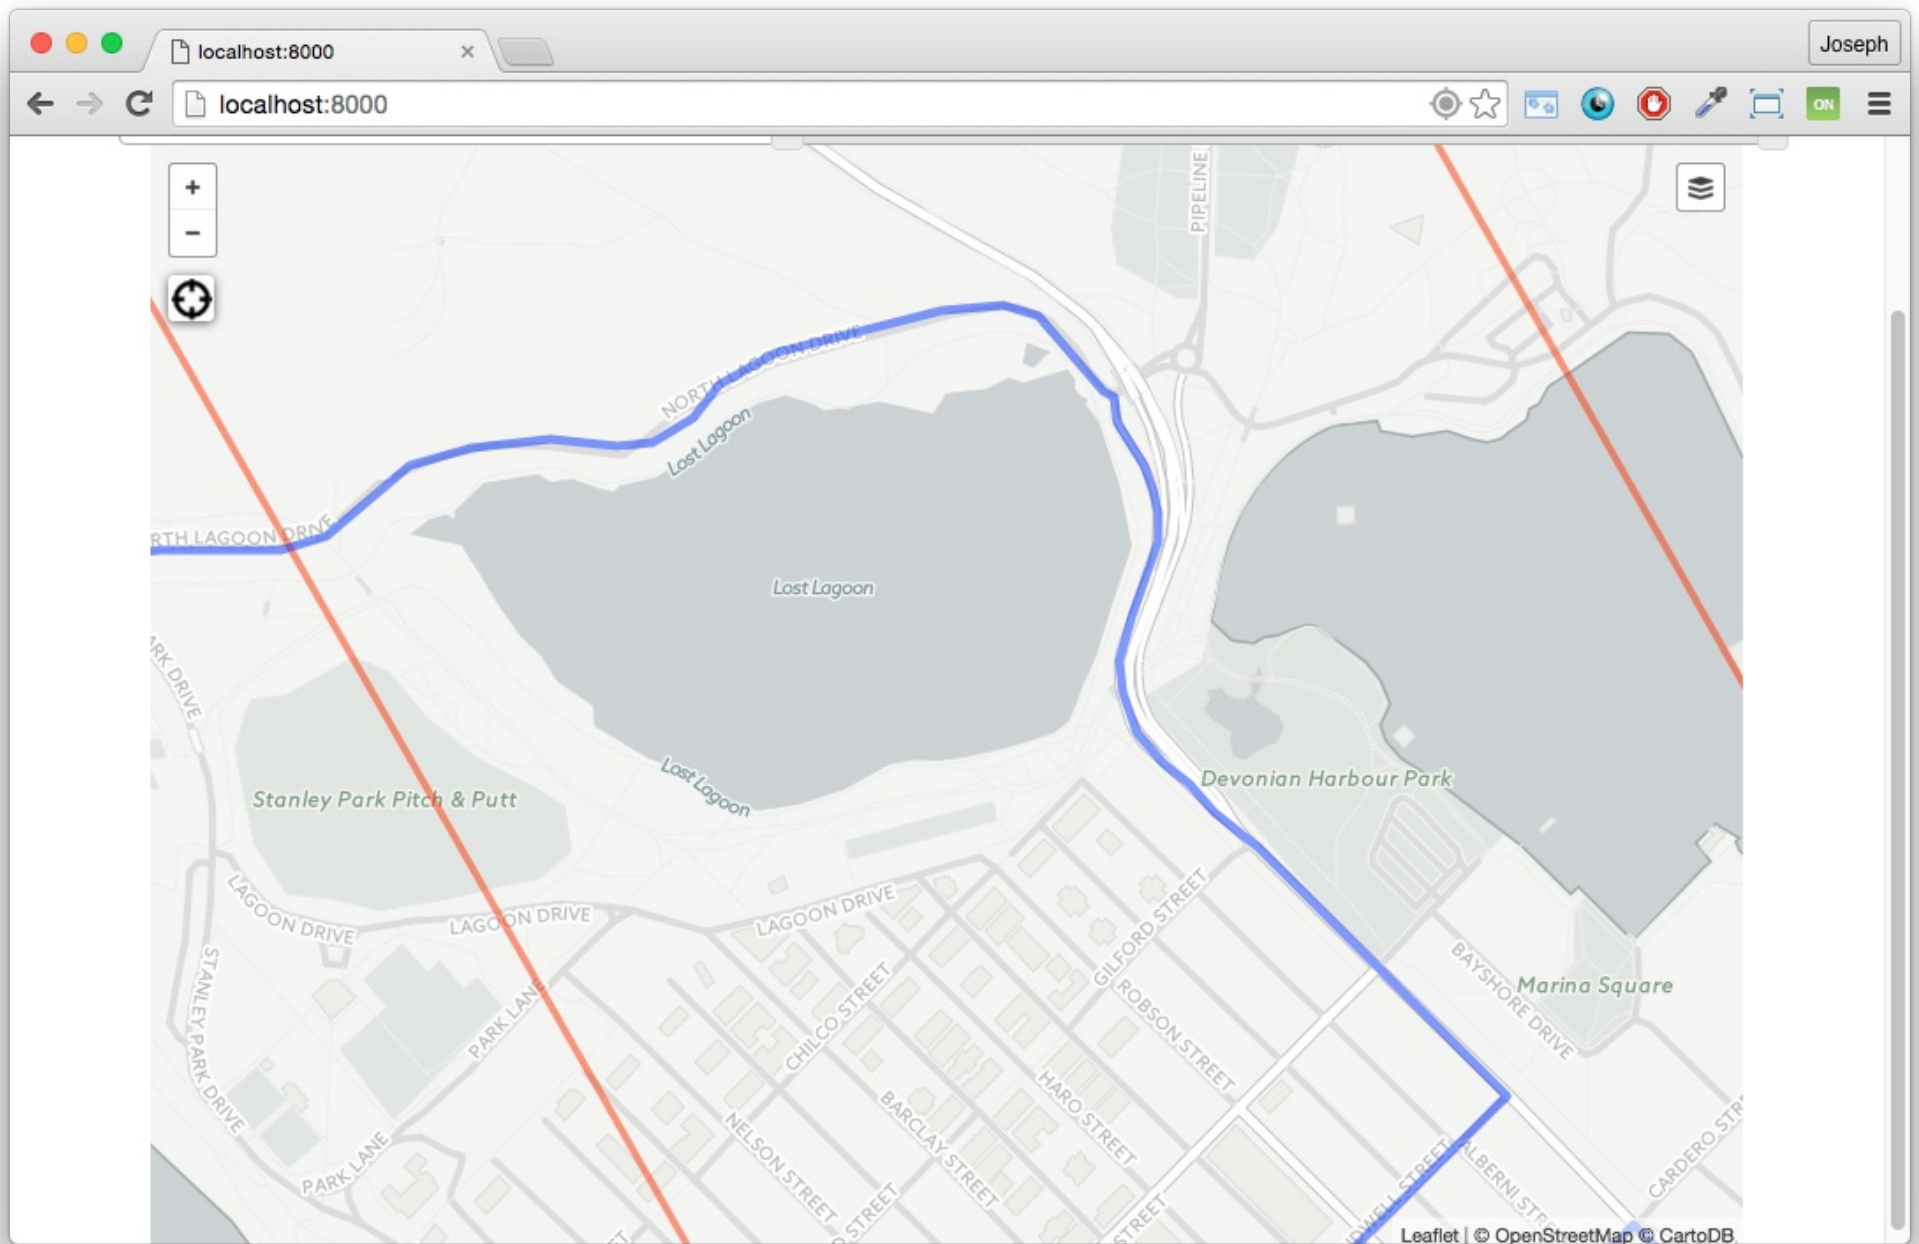 localhost:8000
Joseph
localhost:8000
ON
+
−
PIPELINE
NORTH LAGOON DRIVE
Lost Lagoon
RTH LAGOON DRIVE
Lost Lagoon
ARK DRIVE
Lost Lagoon
Stanley Park Pitch & Putt
Devonian Harbour Park
LAGOON DRIVE
LAGOON DRIVE
LAGOON DRIVE
GILFORD STREET
STANLEY PARK DRIVE
PARK LANE
CHILCO STREET
ROBSON STREET
BAYSHORE DRIVE
Marina Square
HARO STREET
BARCLAY STREET
NELSON STREET
PARK LANE
DWELL STREET
ALBERNI STR
CARDERO STR
STREET
STREET
Leaflet | © OpenStreetMap © CartoDB